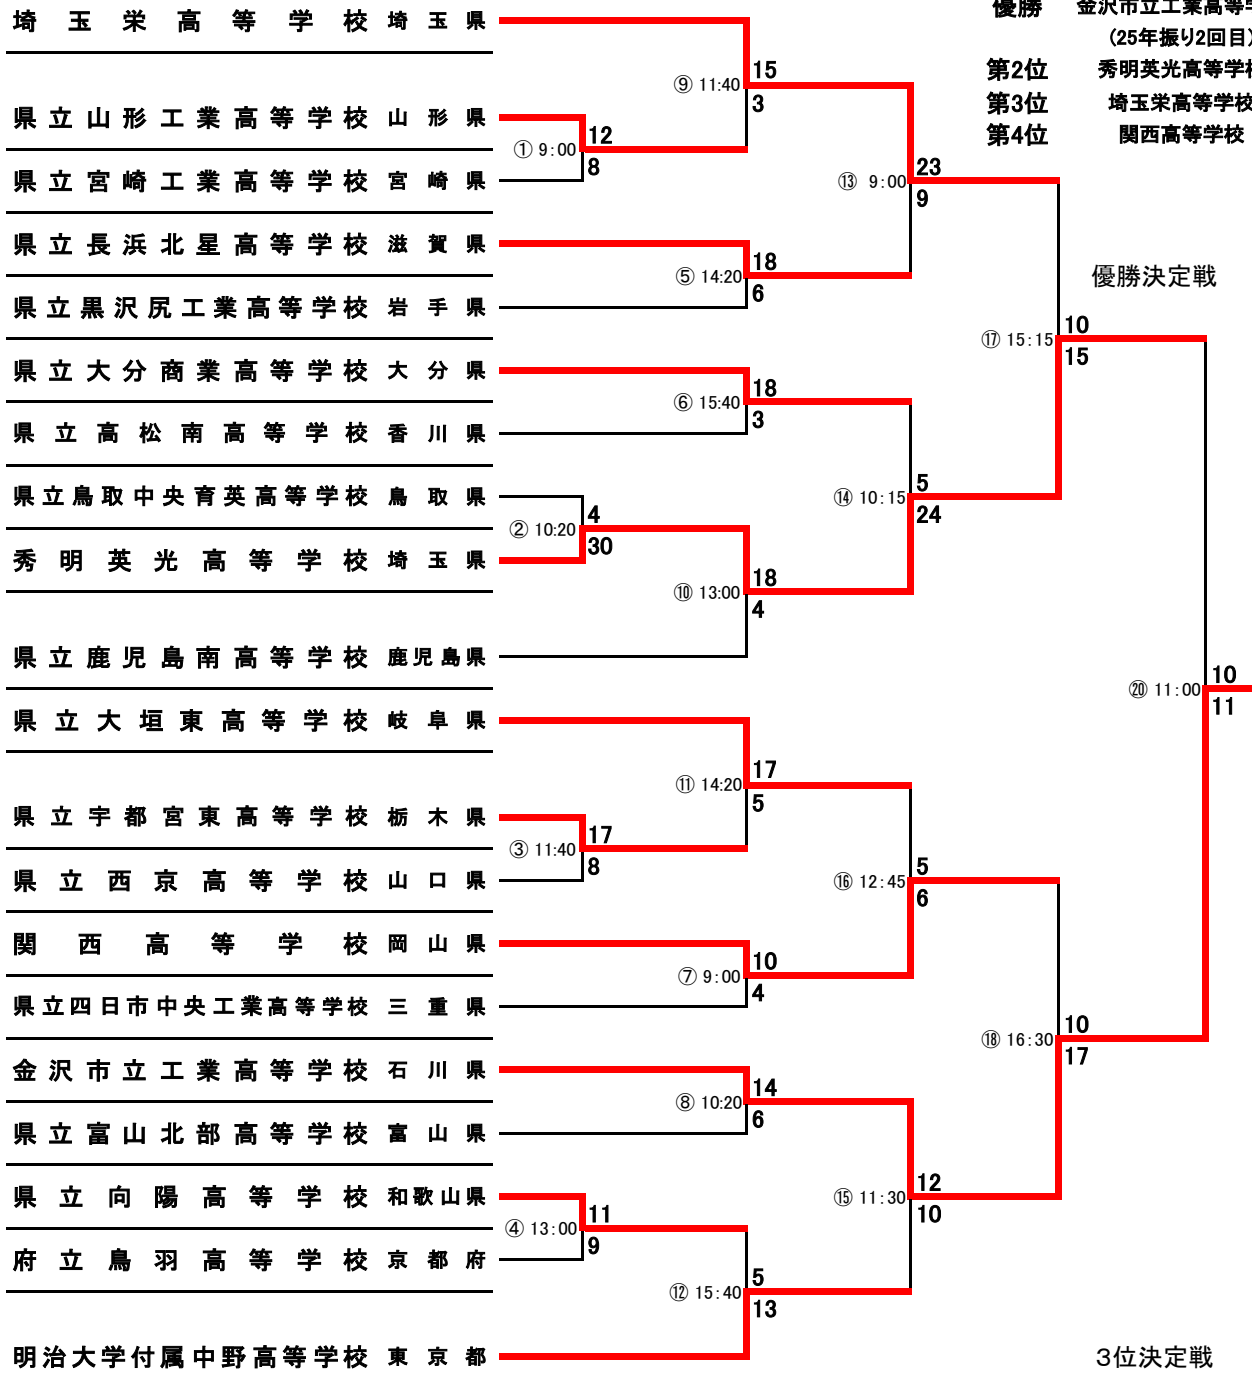 埼玉栄高等学校 埼玉県
県立山形工業高等学校 山形県
県立宮崎工業高等学校 宮崎県
県立長浜北星高等学校 滋賀県
県立黒沢尻工業高等学校 岩手県
県立大分商業高等学校 大分県
県立高松南高等学校 香川県
県立鳥取中央育英高等学校 鳥取県
秀明英光高等学校 埼玉県
県立鹿児島南高等学校 鹿児島県
県立大垣東高等学校 岐阜県
県立宇都宮東高等学校 栃木県
県立西京高等学校 山口県
関西高等学校 岡山県
県立四日市中央工業高等学校 三重県
金沢市立工業高等学校 石川県
県立富山北部高等学校 富山県
県立向陽高等学校 和歌山県
府立鳥羽高等学校 京都府
明治大学付属中野高等学校 東京都
① 9:00
12
8
② 10:20
4
30
③ 11:40
17
8
④ 13:00
11
9
⑨ 11:40
15
3
⑤ 14:20
18
6
⑥ 15:40
18
3
⑩ 13:00
18
4
⑪ 14:20
17
5
⑦ 9:00
10
4
⑧ 10:20
14
6
⑫ 15:40
5
13
⑬ 9:00
23
9
⑭ 10:15
5
24
⑯ 12:45
5
6
⑮ 11:30
12
10
⑰ 15:15
10
15
⑱ 16:30
10
17
⑳ 11:00
10
11
優勝 金沢市立工業高等学
(25年振り2回目)
第2位 秀明英光高等学校
第3位 埼玉栄高等学校
第4位 関西高等学校
優勝決定戦
3位決定戦